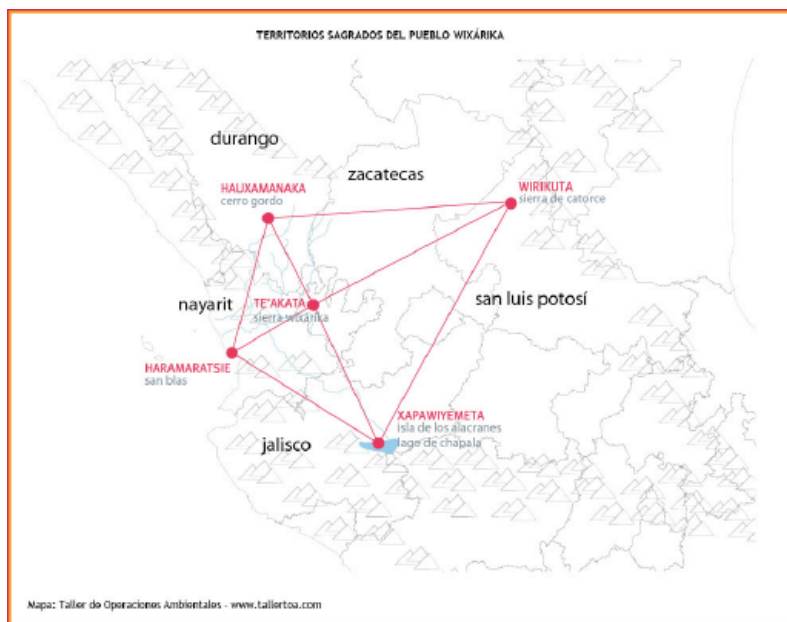 TERRITORIOS SAGRADOS DEL PUEBLO WIXÁRIKA
durango
zacatecas
HAUXAMANAKA
cerro gordo
WIRIKUTA
sierra de catorce
nayarit
TE'AKATA
sierra wixárika
san luis potosí
HARAMARATSIE
san blas
XAPAWIYEMETA
isla de los alacranes
lago de chapala
jalisco
Mapa: Taller de Operaciones Ambientales - www.tallertoa.com